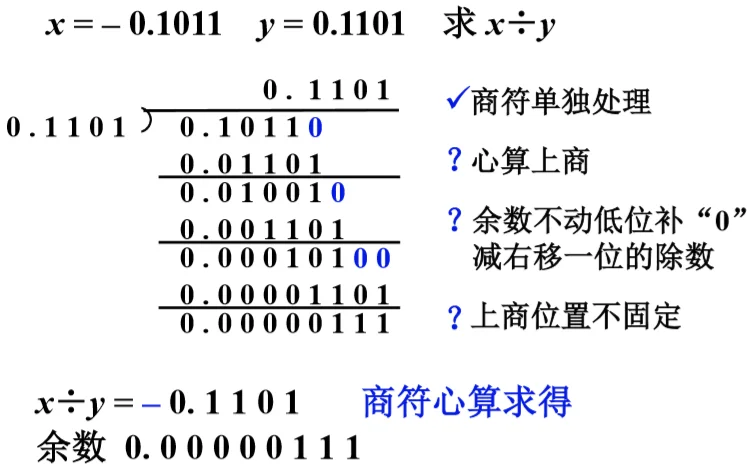 x = – 0.1011 y = 0.1101 求 x÷y
0.1101
0.1101 0.10110
0.01101
0.010010
0.001101
0.00010100
0.00001101
0.00000111
✓商符单独处理
? 心算上商
? 余数不动低位补“0”
减右移一位的除数
? 上商位置不固定
x÷y = – 0.1101 商符心算求得
余数 0.00000111